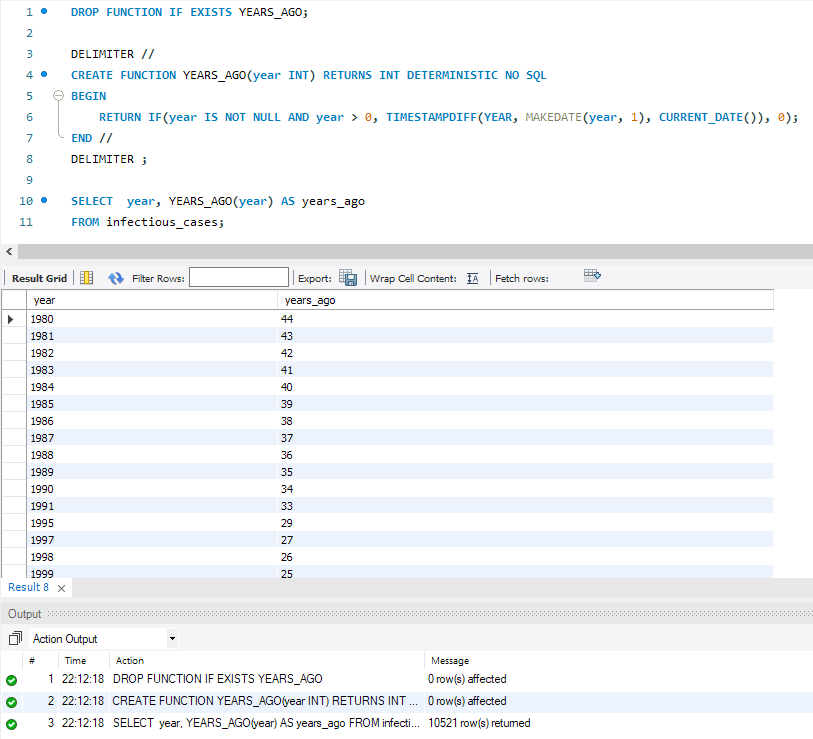 1 DROP FUNCTION IF EXISTS YEARS_AGO;
2
3 DELIMITER //
4 CREATE FUNCTION YEARS_AGO(year INT) RETURNS INT DETERMINISTIC NO SQL
5 BEGIN
6 RETURN IF(year IS NOT NULL AND year > 0, TIMESTAMPDIFF(YEAR, MAKEDATE(year, 1), CURRENT_DATE()), 0);
7 END //
8 DELIMITER ;
9
10 SELECT  year, YEARS_AGO(year) AS years_ago
11 FROM infectious_cases;
Result Grid Filter Rows: Export: Wrap Cell Content: IA Fetch rows:
year years_ago
1980 44
1981 43
1982 42
1983 41
1984 40
1985 39
1986 38
1987 37
1988 36
1989 35
1990 34
1991 33
1995 29
1997 27
1998 26
1999 25
Result 8
Output
Action Output
# Time Action Message
1 22:12:18 DROP FUNCTION IF EXISTS YEARS_AGO 0 row(s) affected
2 22:12:18 CREATE FUNCTION YEARS_AGO(year INT) RETURNS INT ... 0 row(s) affected
3 22:12:18 SELECT  year, YEARS_AGO(year) AS years_ago FROM infecti... 10521 row(s) returned